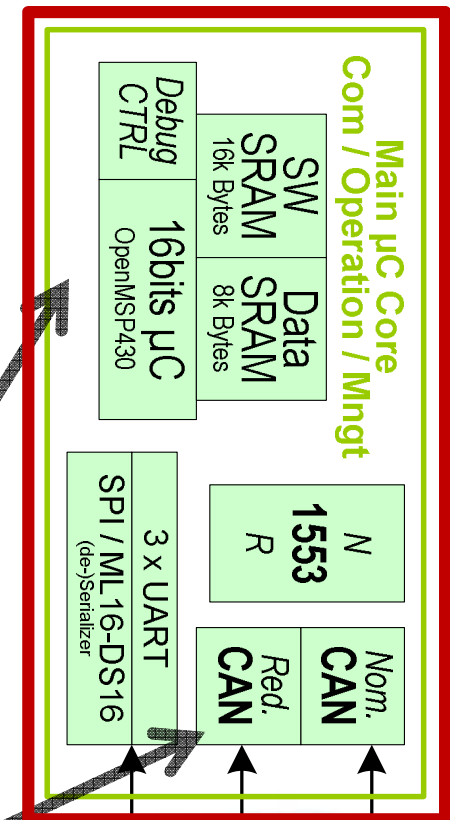 Main µC Core
Com / Operation / Mngt
SW
SRAM
16k Bytes
Data
SRAM
8k Bytes
Debug
CTRL
16bits µC
OpenMSP430
N
1553
R
Nom.
CAN
Red.
CAN
3 x UART
SPI / ML16-DS16
(de-)Serializer